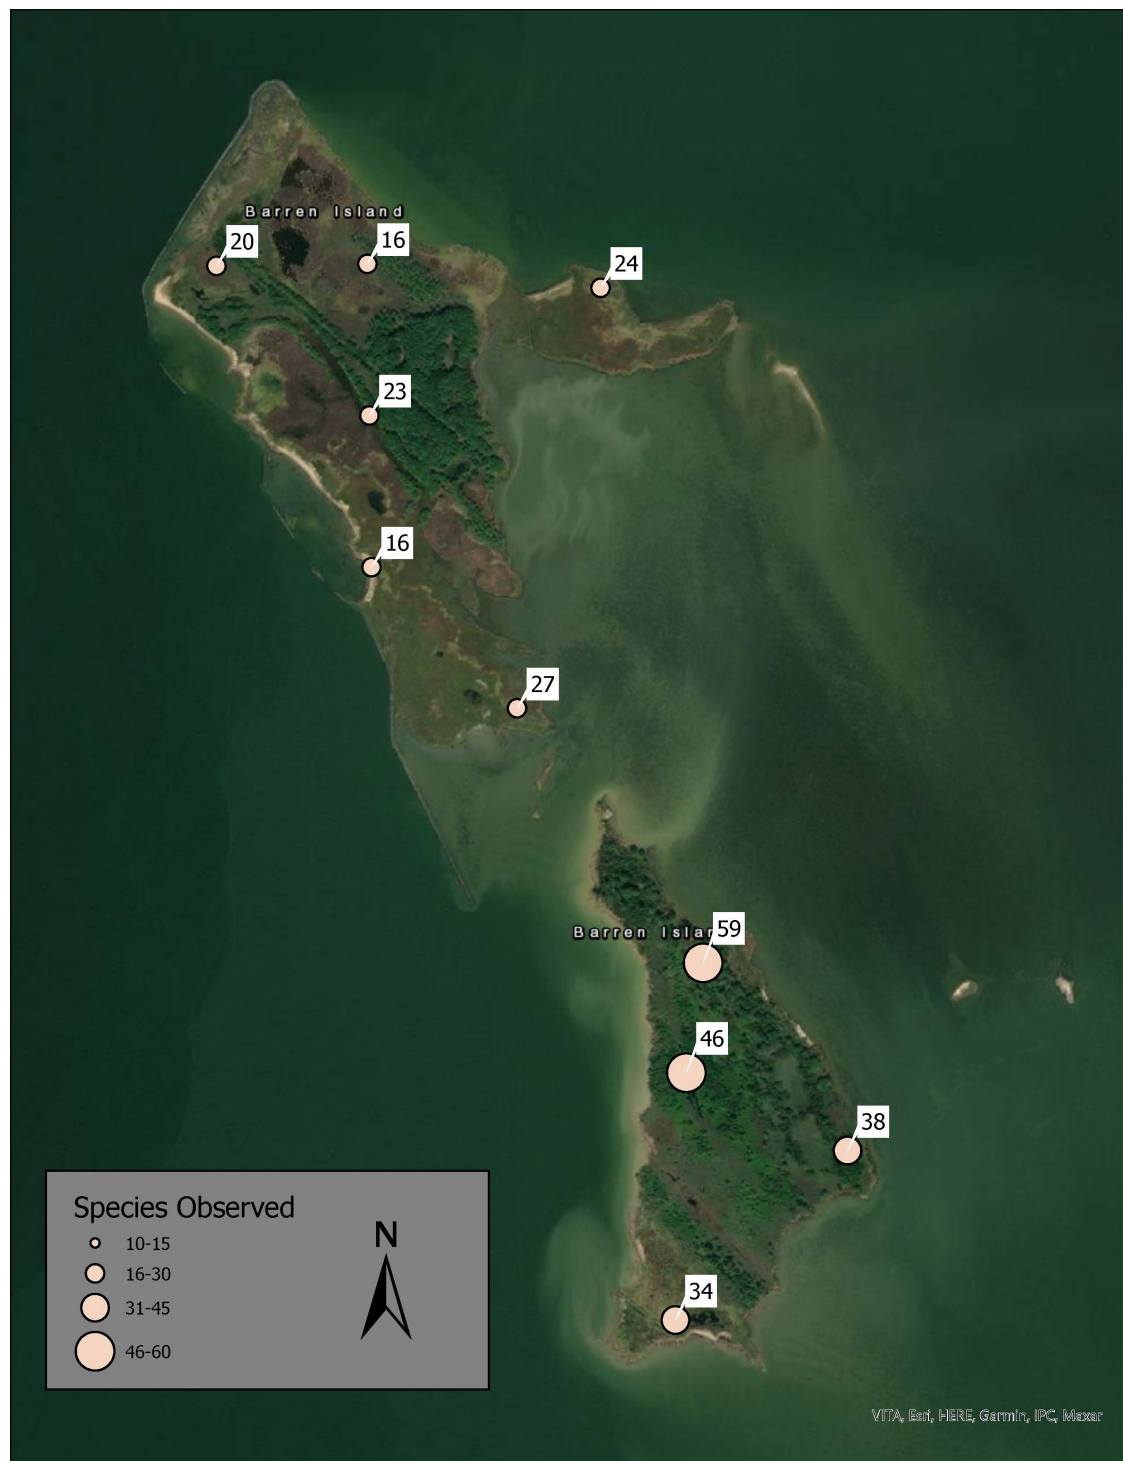 Barren Island
20
16
24
23
16
27
59
Barren Islan
46
38
34
Species Observed
N
10-15
16-30
31-45
46-60
VITA, Esri, HERE, Garmin, IPC, Maxar